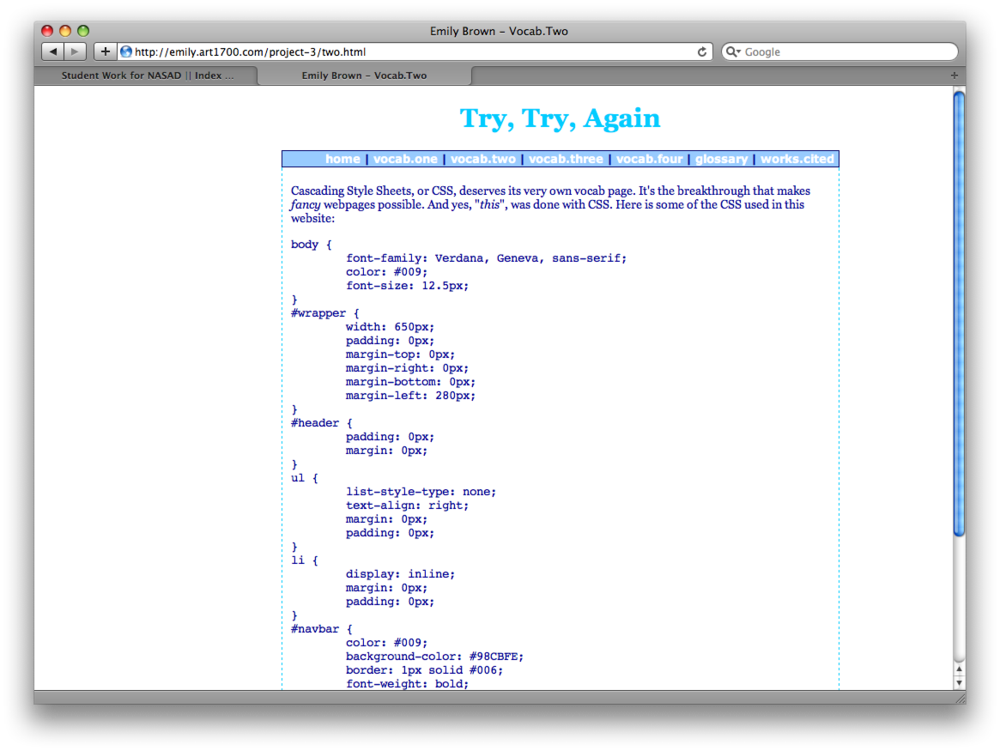 Emily Brown – Vocab.Two
http://emily.art1700.com/project-3/two.html
Google
Student Work for NASAD || Index ...
Emily Brown – Vocab.Two
Try, Try, Again
home | vocab.one | vocab.two | vocab.three | vocab.four | glossary | works.cited
Cascading Style Sheets, or CSS, deserves its very own vocab page. It's the breakthrough that makes
fancy webpages possible. And yes, "this", was done with CSS. Here is some of the CSS used in this
website:
body {
font-family: Verdana, Geneva, sans-serif;
color: #009;
font-size: 12.5px;
}
#wrapper {
width: 650px;
padding: 0px;
margin-top: 0px;
margin-right: 0px;
margin-bottom: 0px;
margin-left: 280px;
}
#header {
padding: 0px;
margin: 0px;
}
ul {
list-style-type: none;
text-align: right;
margin: 0px;
padding: 0px;
}
li {
display: inline;
margin: 0px;
padding: 0px;
}
#navbar {
color: #009;
background-color: #98CBFE;
border: 1px solid #006;
font-weight: bold;